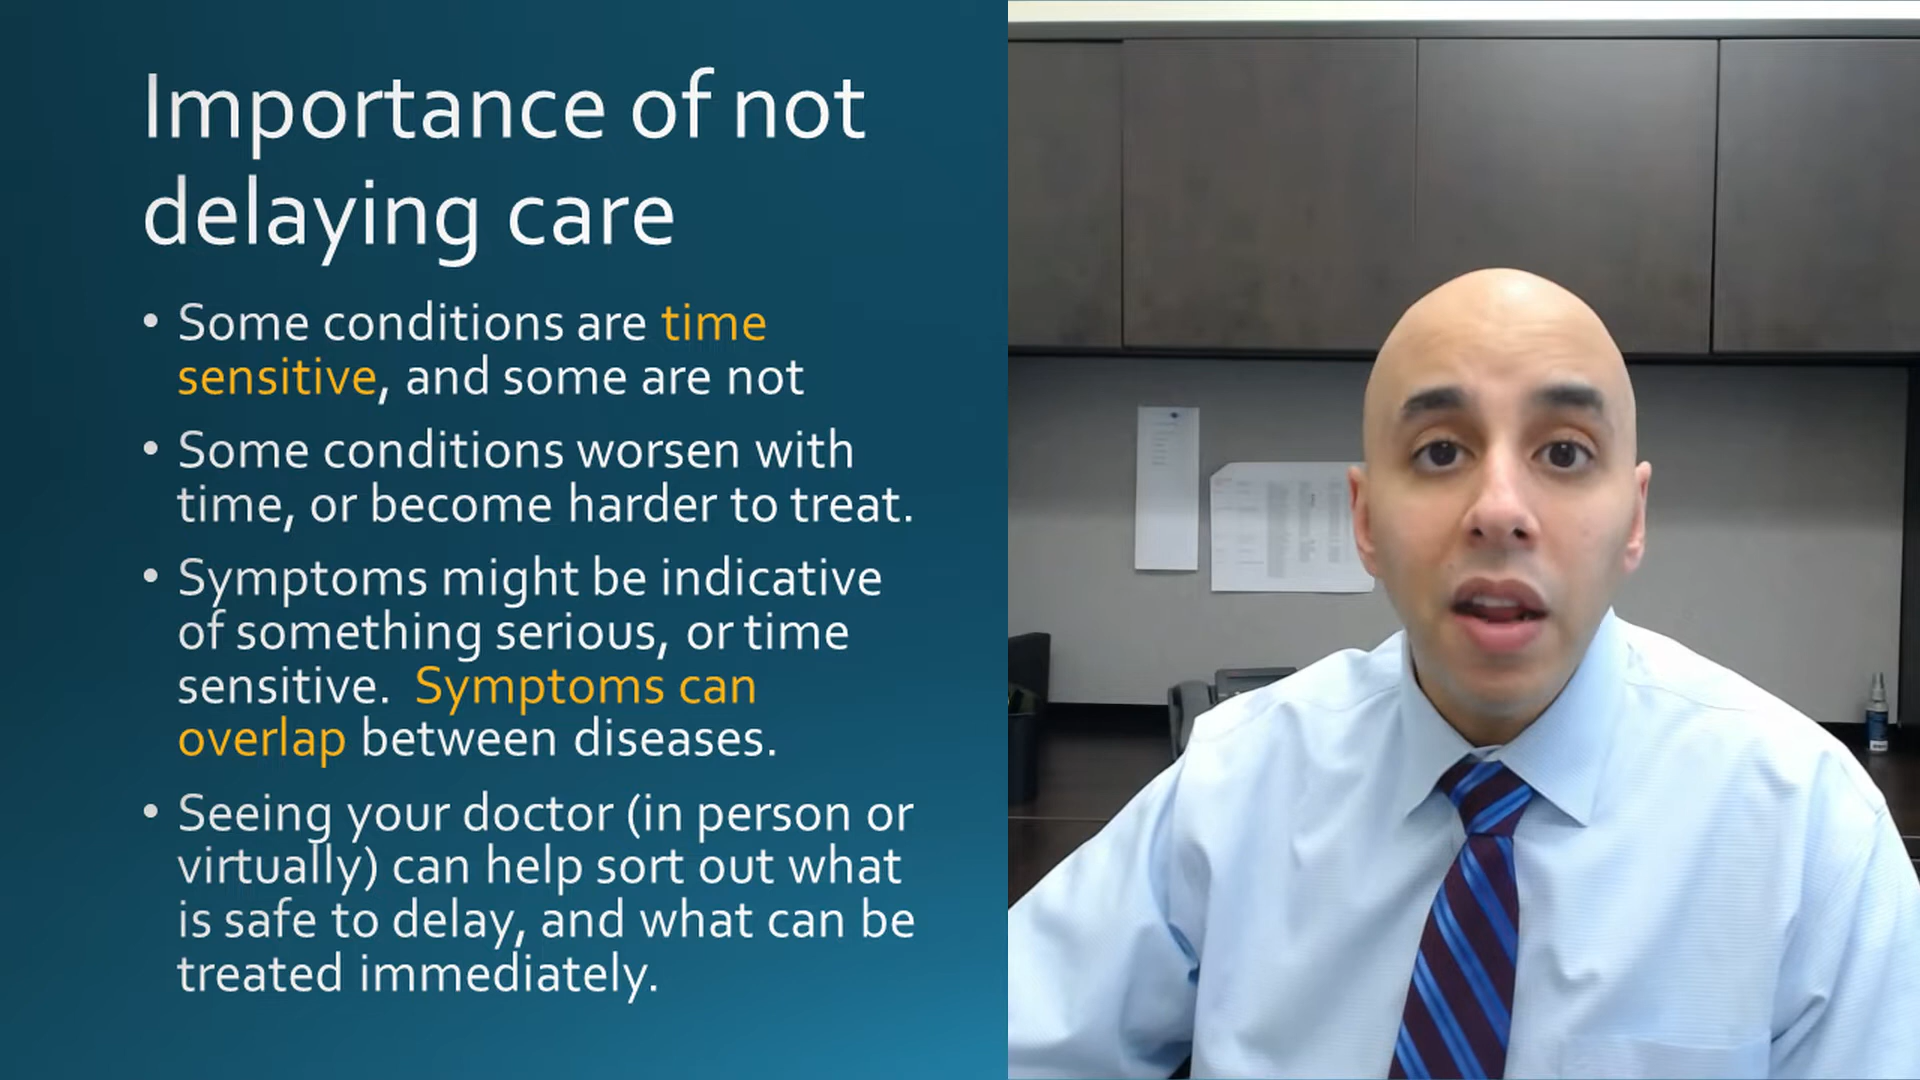 Importance of not
delaying care
• Some conditions are time
sensitive, and some are not
• Some conditions worsen with
time, or become harder to treat.
• Symptoms might be indicative
of something serious, or time
sensitive.  Symptoms can
overlap between diseases.
• Seeing your doctor (in person or
virtually) can help sort out what
is safe to delay, and what can be
treated immediately.